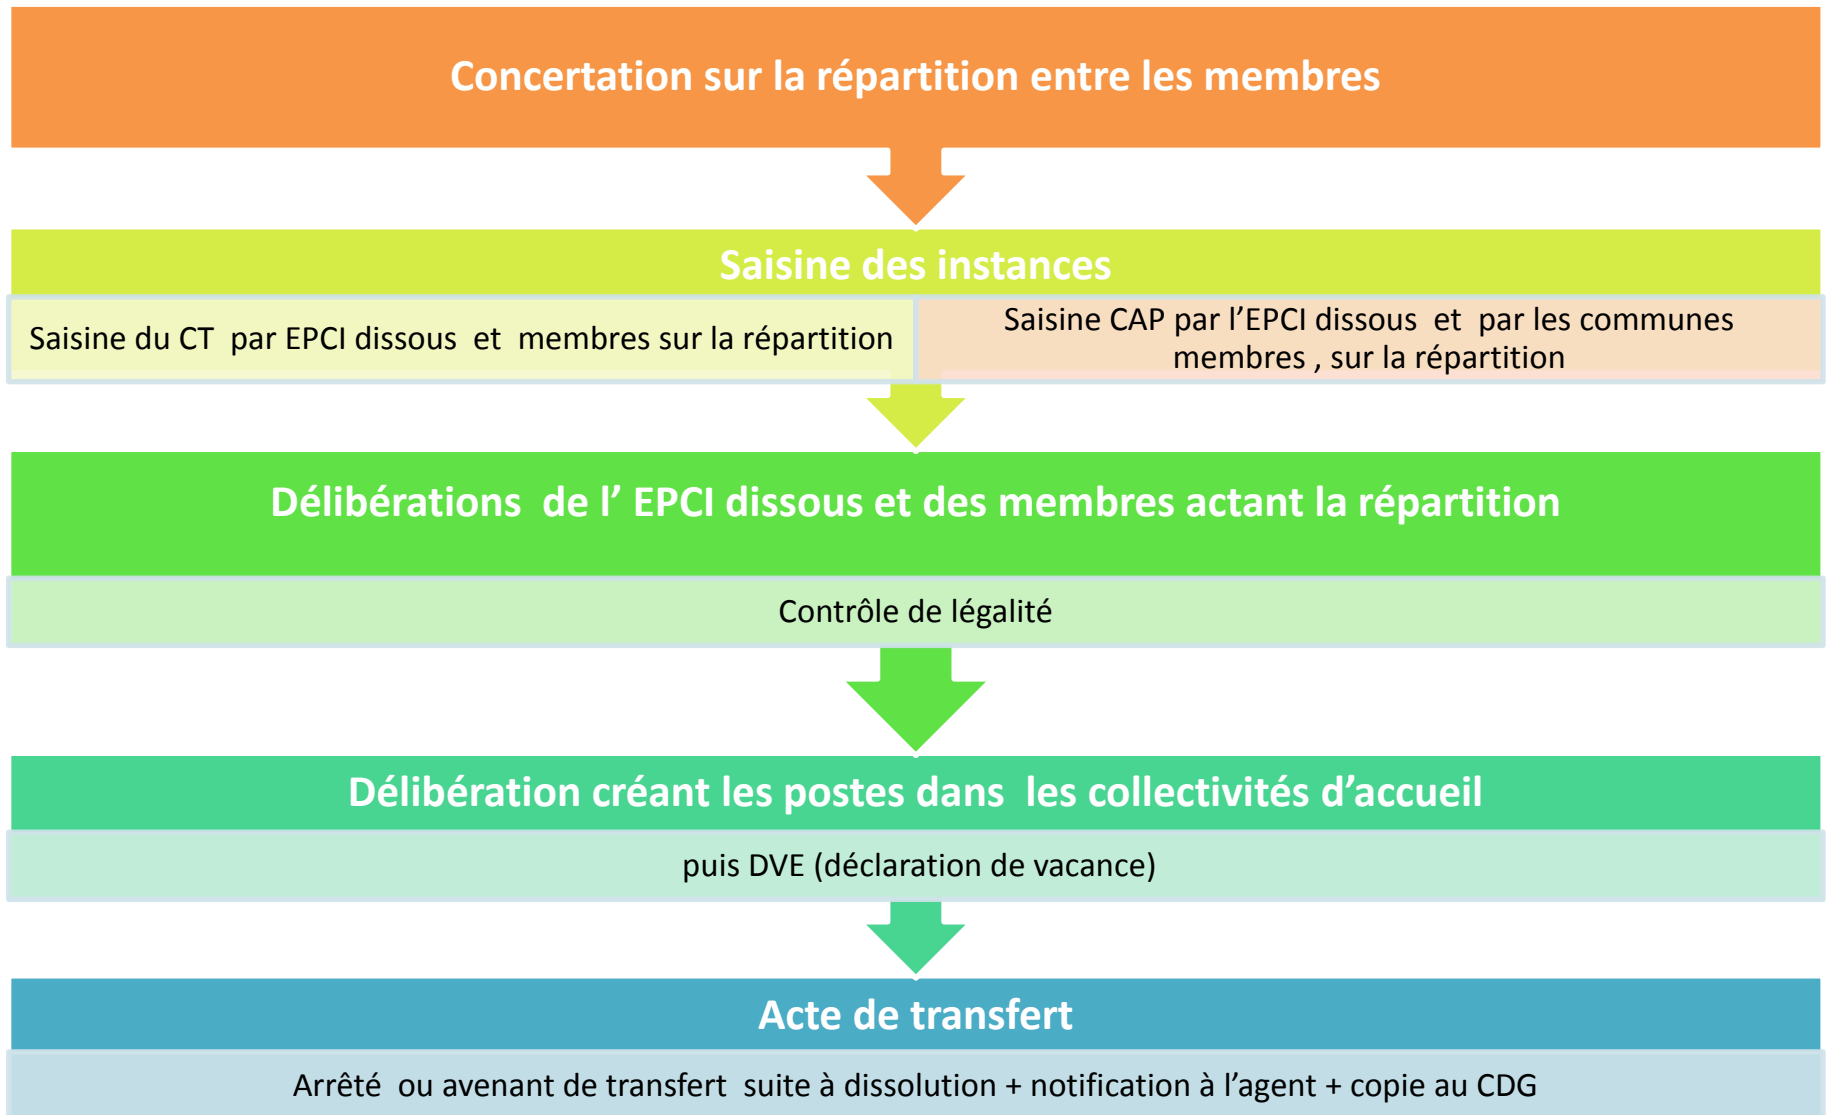 Concertation sur la répartition entre les membres
Saisine des instances
Saisine du CT par EPCI dissous et membres sur la répartition
Saisine CAP par l’EPCI dissous et par les communes
membres , sur la répartition
Délibérations de l’ EPCI dissous et des membres actant la répartition
Contrôle de légalité
Délibération créant les postes dans les collectivités d’accueil
puis DVE (déclaration de vacance)
Acte de transfert
Arrêté ou avenant de transfert suite à dissolution + notification à l’agent + copie au CDG